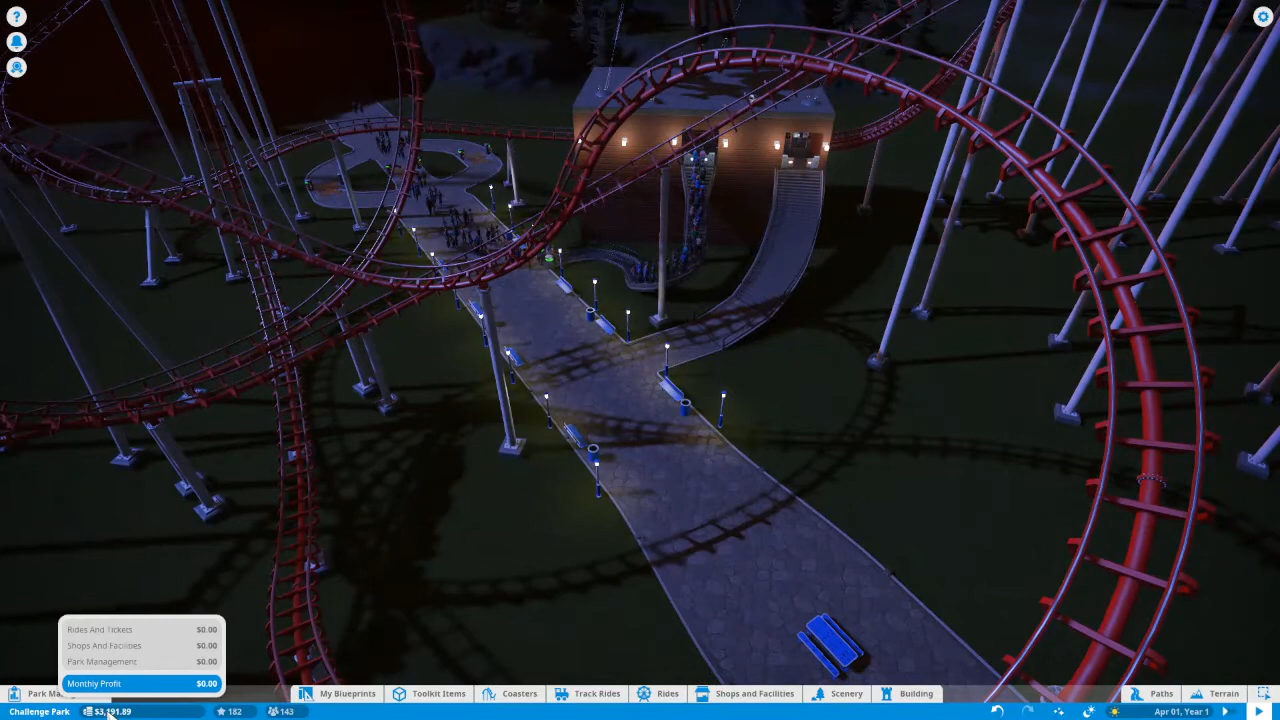 ?
Rides And Tickets $0.00
Shops And Facilities $0.00
Park Management $0.00
Monthly Profit $0.00
Park
My Blueprints
Toolkit Items
Coasters
Track Rides
Rides
Shops and Facilities
Scenery
Building
Paths
Terrain
Challenge Park
182
143
Apr 01, Year 1